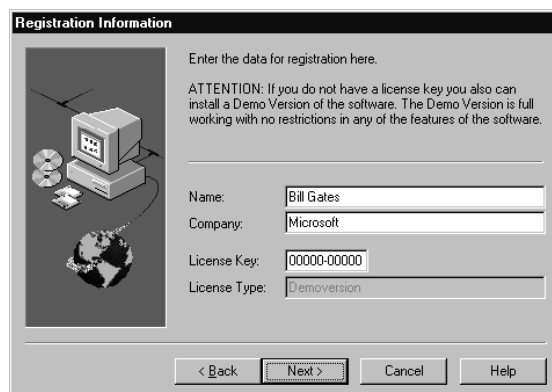 Registration Information
Enter the data for registration here.
ATTENTION: If you do not have a license key you also can
install a Demo Version of the software. The Demo Version is full
working with no restrictions in any of the features of the software.
Name: Bill Gates
Company: Microsoft
License Key: 00000-00000
License Type: Demoversion
< Back Next > Cancel Help